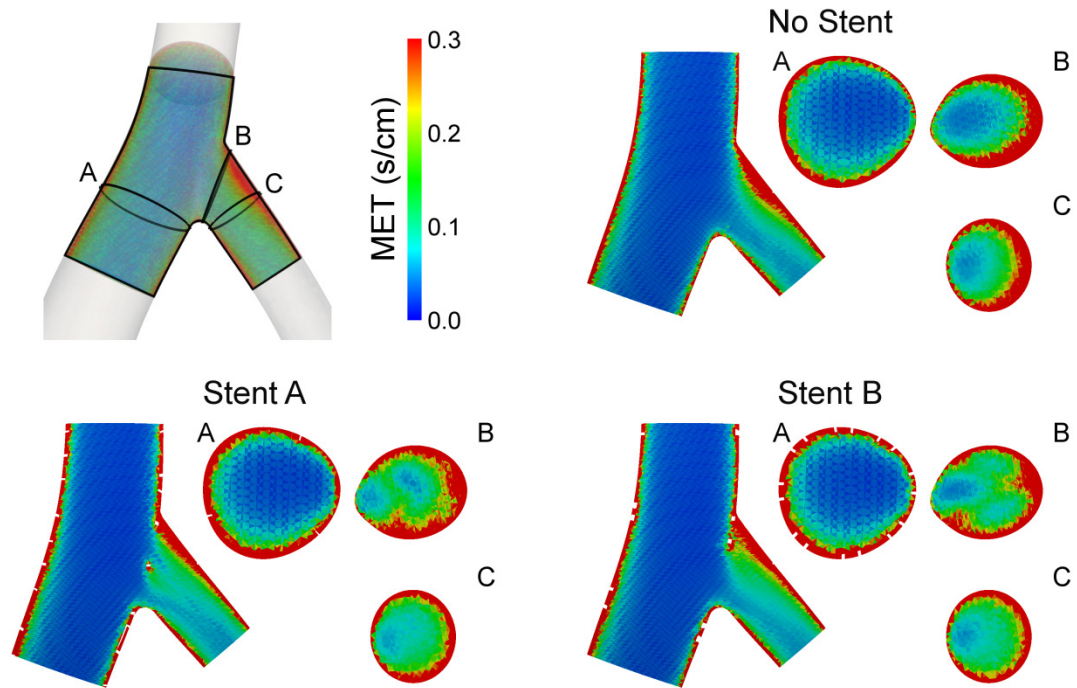 No Stent
A
B
C
MET (s/cm)
0.3
0.2
0.1
0.0
A
B
C
Stent A
A
B
C
Stent B
A
B
C